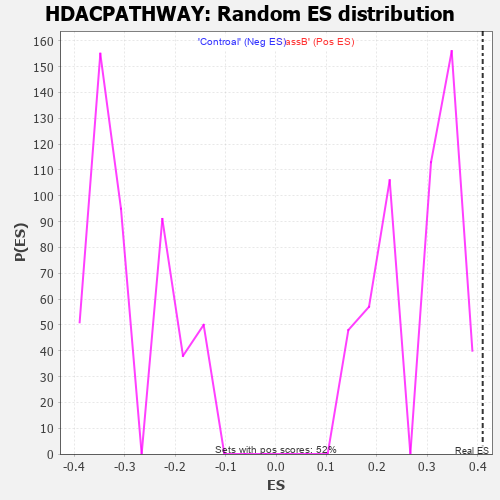 HDACPATHWAY: Random ES distribution
'Controal' (Neg ES)
assB' (Pos ES)
160
150
140
130
120
110
100
90
80
70
60
50
40
30
20
10
0
P(ES)
Sets with pos scores: 52%
Real ES
-0.4 -0.3 -0.2 -0.1 0.0 0.1 0.2 0.3 0.4
ES